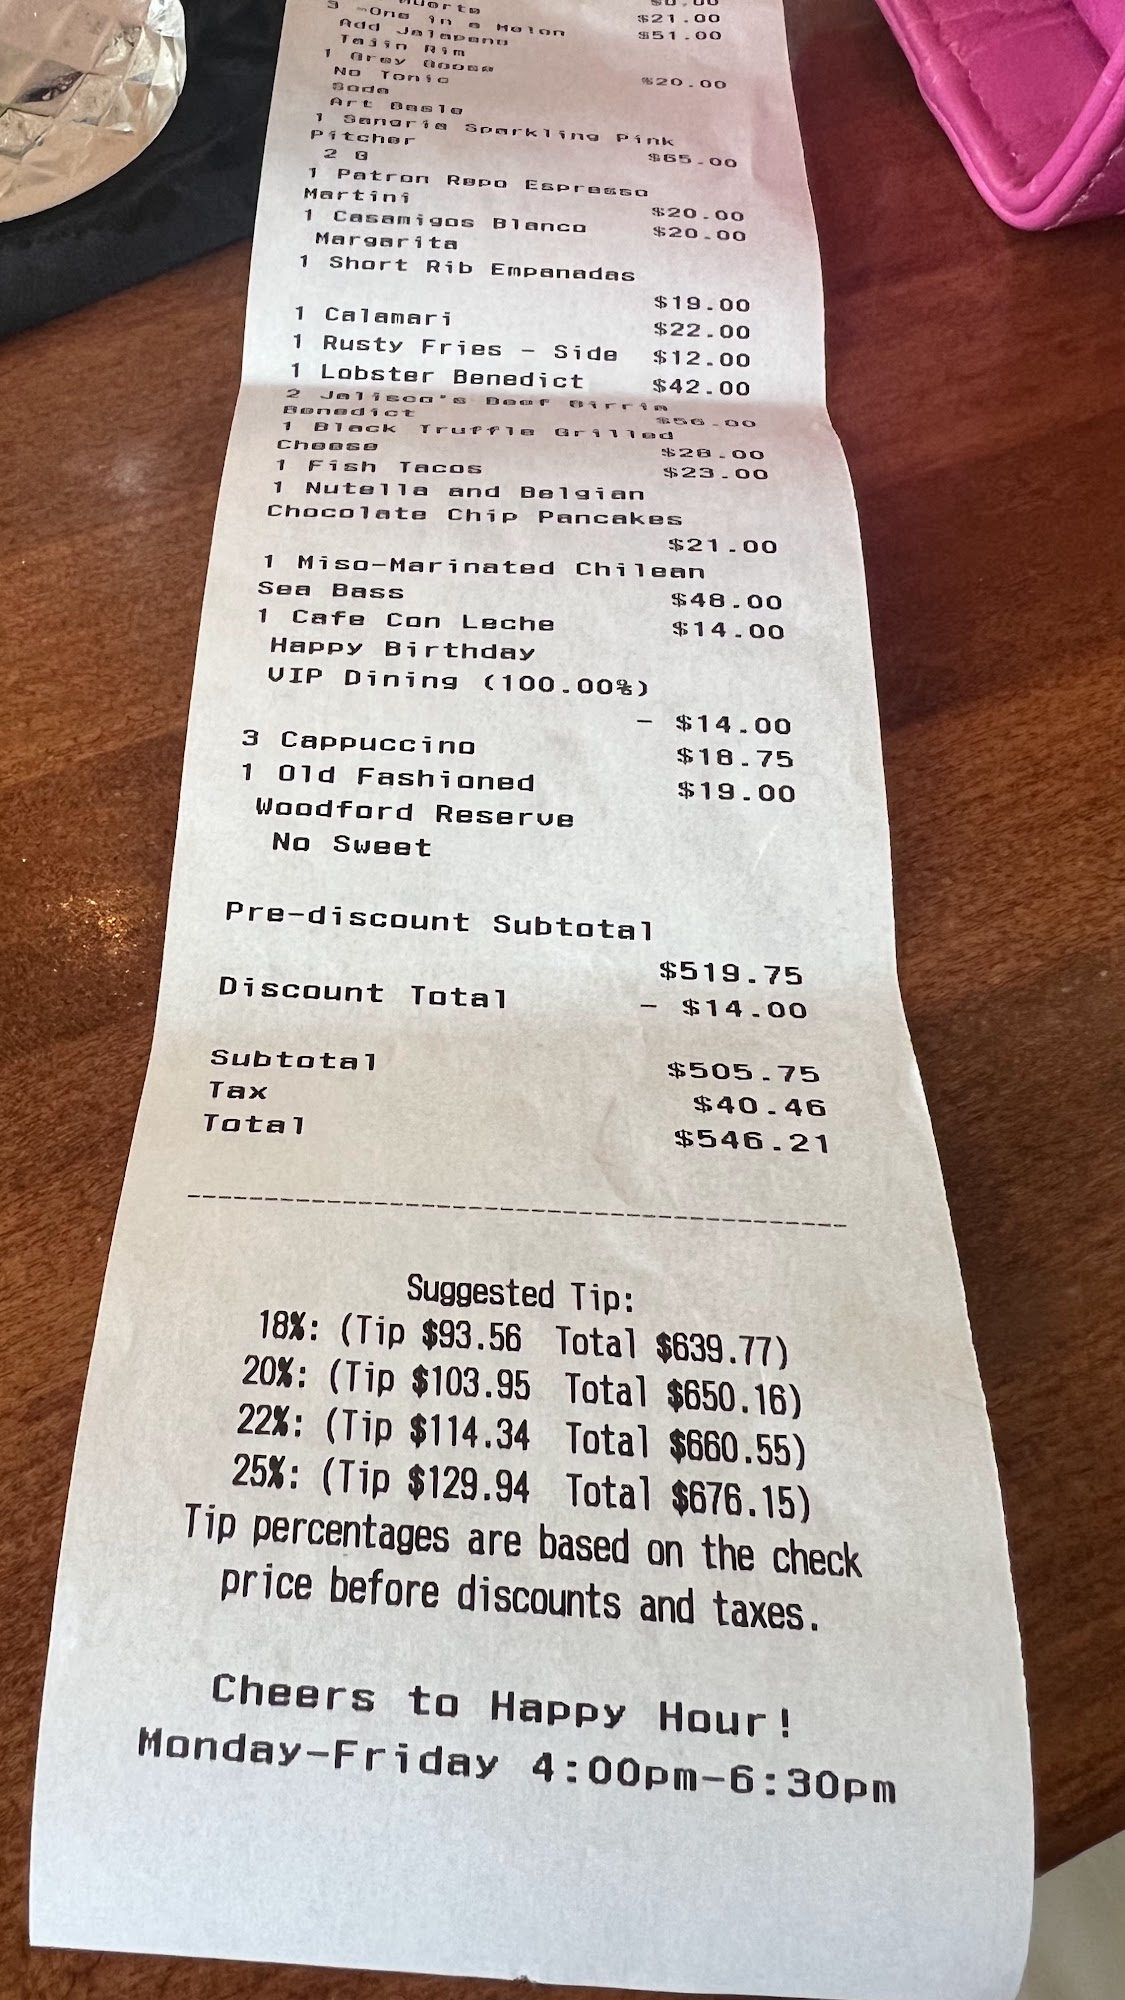 $21.00
3 -One in a Melon $51.00
Add Jalapeno
Tajin Rim
1 Grey Goose $20.00
No Tonic
Soda
Art Basle
1 Sangria Sparkling Pink
Pitcher $65.00
2 G
1 Patron Repo Espresso
Martini $20.00
1 Casamigos Blanco $20.00
Margarita
1 Short Rib Empanadas
$19.00
1 Calamari $22.00
1 Rusty Fries - Side $12.00
1 Lobster Benedict $42.00
2 Jalisco's Beef Birria
Benedict $56.00
1 Black Truffle Grilled
Cheese $28.00
1 Fish Tacos $23.00
1 Nutella and Belgian
Chocolate Chip Pancakes
$21.00
1 Miso-Marinated Chilean
Sea Bass $48.00
1 Cafe Con Leche $14.00
Happy Birthday
VIP Dining (100.00%)
- $14.00
3 Cappuccino $18.75
1 Old Fashioned $19.00
Woodford Reserve
No Sweet
Pre-discount Subtotal
$519.75
Discount Total - $14.00
Subtotal $505.75
Tax $40.46
Total $546.21
Suggested Tip:
18%: (Tip $93.56 Total $639.77)
20%: (Tip $103.95 Total $650.16)
22%: (Tip $114.34 Total $660.55)
25%: (Tip $129.94 Total $676.15)
Tip percentages are based on the check
price before discounts and taxes.
Cheers to Happy Hour!
Monday-Friday 4:00pm-6:30pm